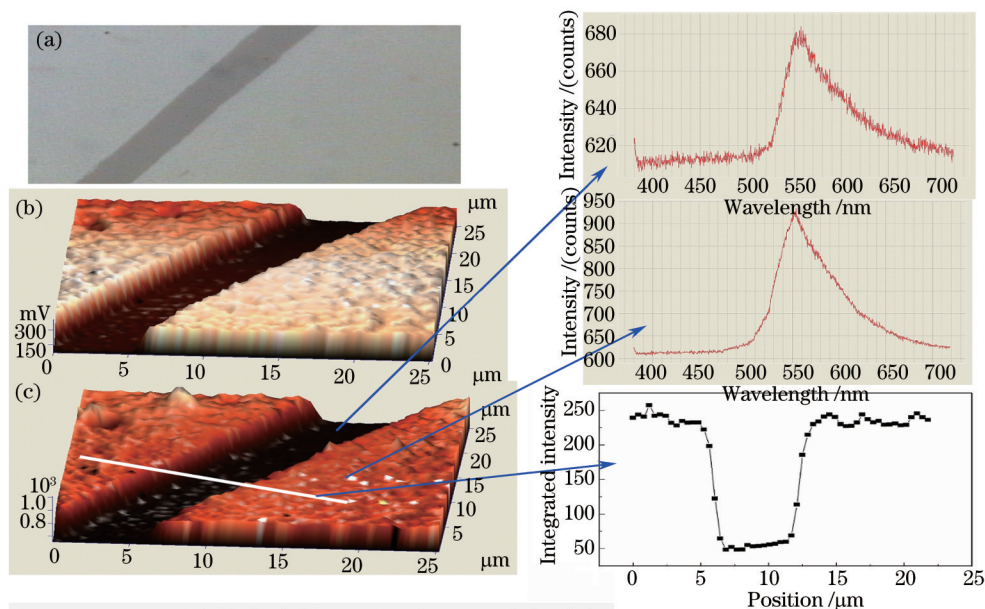 (a)
(b)
μm
25
20
15
10
5
0
mV
300
150
0 5 10 15 20 25
μm
(c)
μm
25
20
15
10
5
10³
1.0
0.8
0 5 10 15 20 25
μm
Intensity /(counts)
680
660
640
620
400 450 500 550 600 650 700
Wavelength /nm
Intensity /(counts)
950
900
850
800
750
700
650
600
400 450 500 550 600 650 700
Wavelength /nm
Integrated intensity
250
200
150
100
50
0 5 10 15 20 25
Position /μm